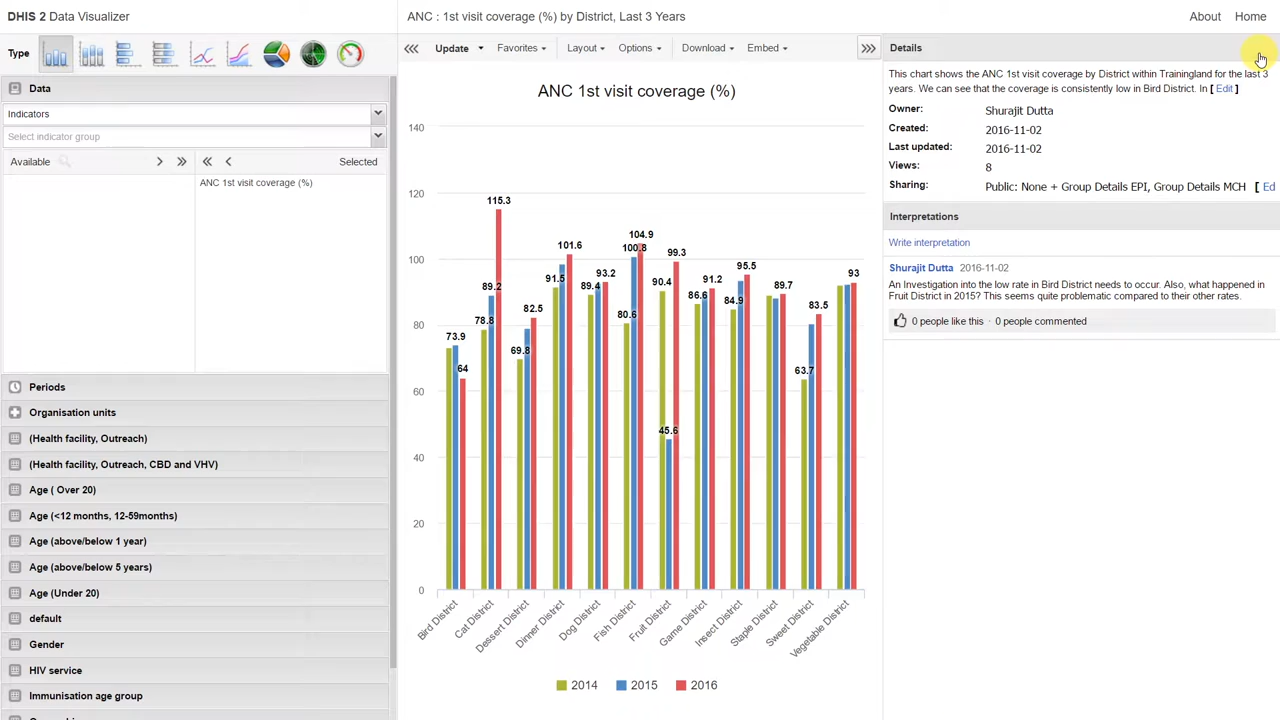 DHIS 2 Data Visualizer
ANC : 1st visit coverage (%) by District, Last 3 Years
About
Home
Type
Update
Favorites
Layout
Options
Download
Embed
Data
Indicators
Select indicator group
Available
Selected
ANC 1st visit coverage (%)
Periods
Organisation units
(Health facility, Outreach)
(Health facility, Outreach, CBD and VHV)
Age ( Over 20)
Age (<12 months, 12-59months)
Age (above/below 1 year)
Age (above/below 5 years)
Age (Under 20)
default
Gender
HIV service
Immunisation age group
ANC 1st visit coverage (%)
140
120
100
80
60
40
20
0
73.9
64
78.8
89.2
115.3
69.8
82.5
91.5
101.6
89.4
93.2
80.6
100.8
104.9
90.4
45.6
99.3
86.6
91.2
84.9
95.5
89.7
63.7
83.5
93
Bird District
Cat District
Dessert District
Dinner District
Dog District
Fish District
Fruit District
Game District
Insect District
Staple District
Sweet District
Vegetable District
2014
2015
2016
Details
This chart shows the ANC 1st visit coverage by District within Trainingland for the last 3
years. We can see that the coverage is consistently low in Bird District. In [ Edit ]
Owner: Shurajit Dutta
Created: 2016-11-02
Last updated: 2016-11-02
Views: 8
Sharing: Public: None + Group Details EPI, Group Details MCH [ Ed
Interpretations
Write interpretation
Shurajit Dutta 2016-11-02
An Investigation into the low rate in Bird District needs to occur. Also, what happened in
Fruit District in 2015? This seems quite problematic compared to their other rates.
0 people like this · 0 people commented